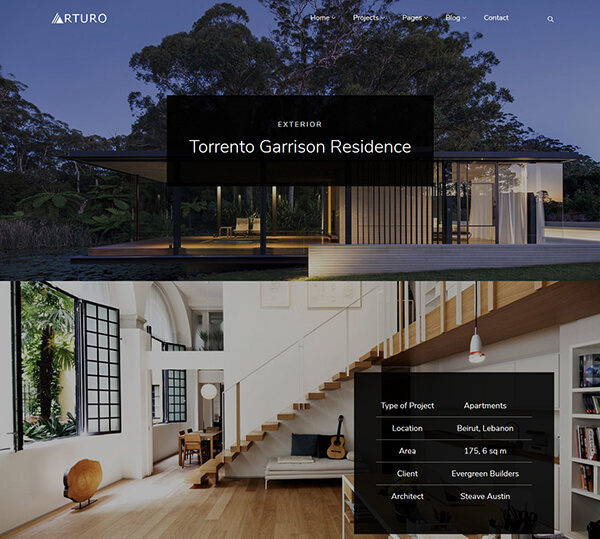 ARTURO Home Projects Pages Blog Contact
EXTERIOR
Torrento Garrison Residence
Type of Project Apartments
Location Beirut, Lebanon
Area 175, 6 sq m
Client Evergreen Builders
Architect Steave Austin